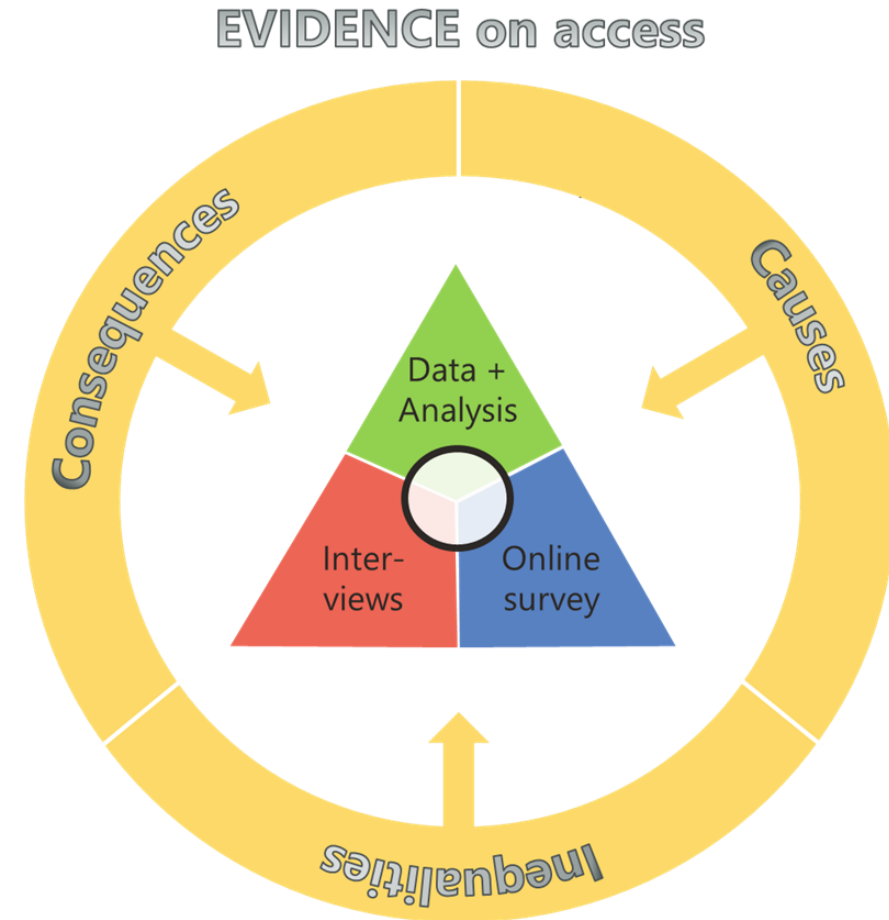 EVIDENCE on access
Consequences
Causes
Data +
Analysis
Inter-
views
Online
survey
Inequalities